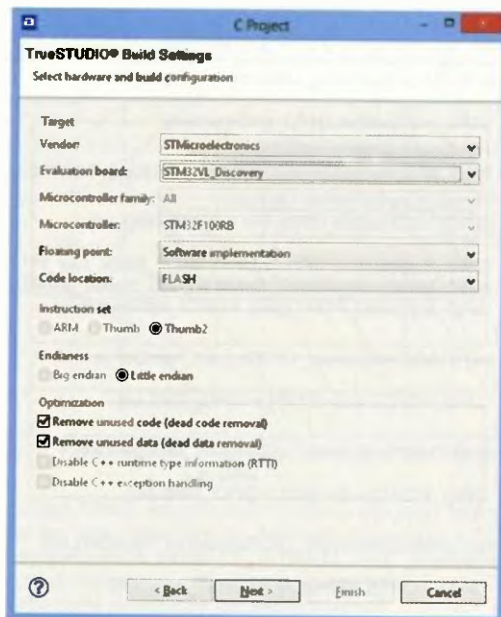 C Project
TrueSTUDIO® Build Settings
Select hardware and build configuration
Target
Vendor: STMicroelectronics
Evaluation board: STM32VL_Discovery
Microcontroller family: All
Microcontroller: STM32F100RB
Floating point: Software implementation
Code location: FLASH
Instruction set
ARM Thumb Thumb2
Endianess
Big endian Little endian
Optimization
Remove unused code (dead code removal)
Remove unused data (dead data removal)
Disable C++ runtime type information (RTTI)
Disable C++ exception handling
? < Back Next > Finish Cancel